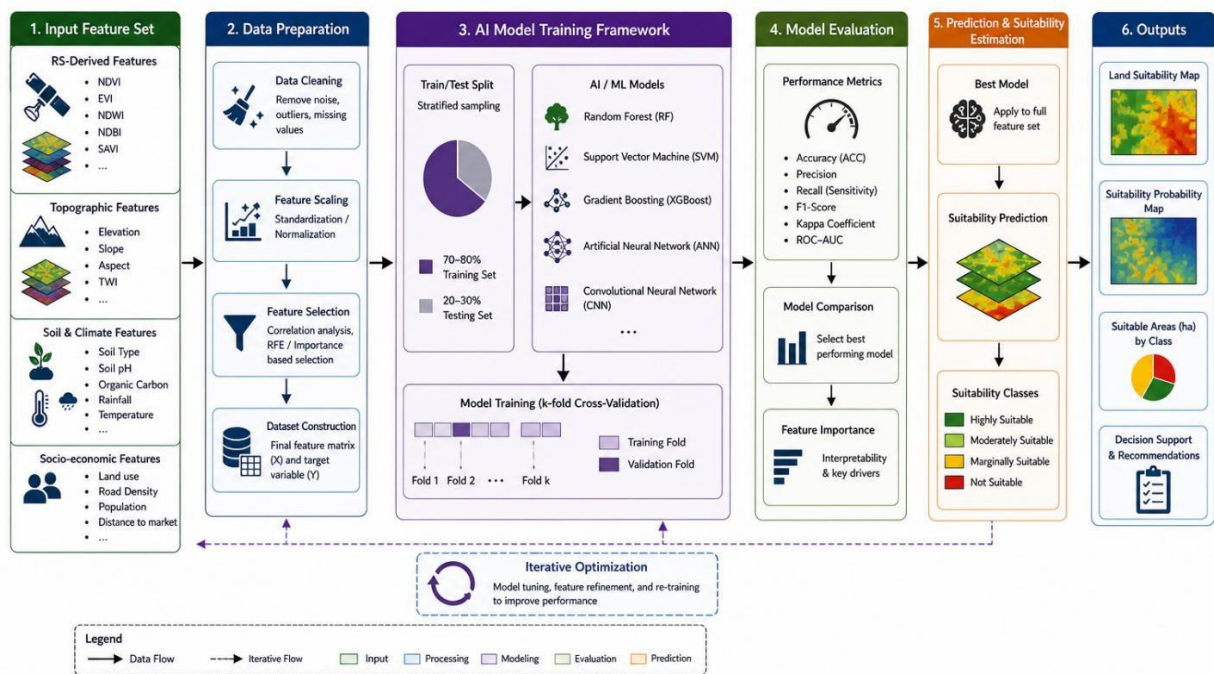 1. Input Feature Set
RS-Derived Features
• NDVI
• EVI
• NDWI
• NDBI
• SAVI
• ...
Topographic Features
• Elevation
• Slope
• Aspect
• TWI
• ...
Soil & Climate Features
• Soil Type
• Soil pH
• Organic Carbon
• Rainfall
• Temperature
• ...
Socio-economic Features
• Land use
• Road Density
• Population
• Distance to market
• ...
2. Data Preparation
Data Cleaning
Remove noise,
outliers, missing
values
Feature Scaling
Standardization /
Normalization
Feature Selection
Correlation analysis,
RFE / Importance
based selection
Dataset Construction
Final feature matrix
(X) and target
variable (Y)
3. AI Model Training Framework
Train/Test Split
Stratified sampling
70–80%
Training Set
20–30%
Testing Set
AI / ML Models
Random Forest (RF)
Support Vector Machine (SVM)
Gradient Boosting (XGBoost)
Artificial Neural Network (ANN)
Convolutional Neural Network
(CNN)
...
Model Training (k-fold Cross-Validation)
Training Fold
Validation Fold
Fold 1 Fold 2 ... Fold k
4. Model Evaluation
Performance Metrics
• Accuracy (ACC)
• Precision
• Recall (Sensitivity)
• F1-Score
• Kappa Coefficient
• ROC–AUC
Model Comparison
Select best
performing model
Feature Importance
Interpretability
& key drivers
5. Prediction & Suitability
Estimation
Best Model
Apply to full
feature set
Suitability Prediction
Suitability Classes
Highly Suitable
Moderately Suitable
Marginally Suitable
Not Suitable
6. Outputs
Land Suitability Map
Suitability Probability
Map
Suitable Areas (ha)
by Class
Decision Support
& Recommendations
Iterative Optimization
Model tuning, feature refinement, and re-training
to improve performance
Legend
Data Flow Iterative Flow Input Processing Modeling Evaluation Prediction